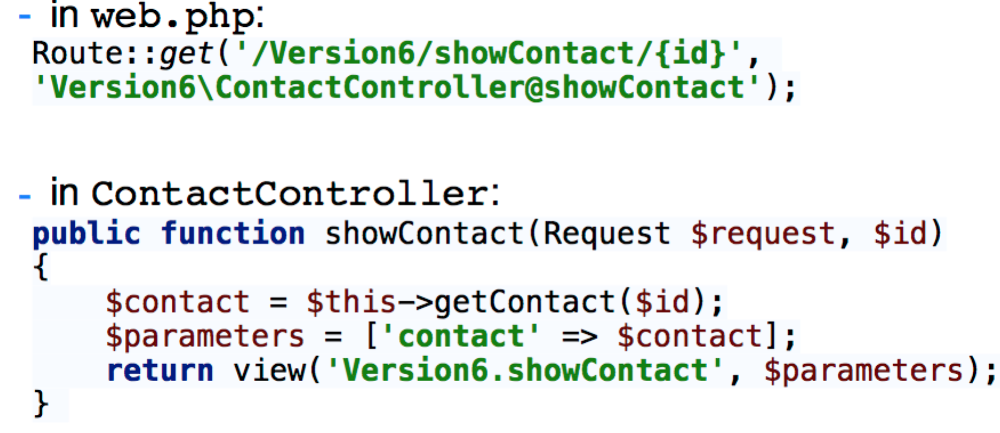 - in web.php:
Route::get('/Version6/showContact/{id}',
'Version6\ContactController@showContact');
- in ContactController:
public function showContact(Request $request, $id)
{
    $contact = $this->getContact($id);
    $parameters = ['contact' => $contact];
    return view('Version6.showContact', $parameters);
}